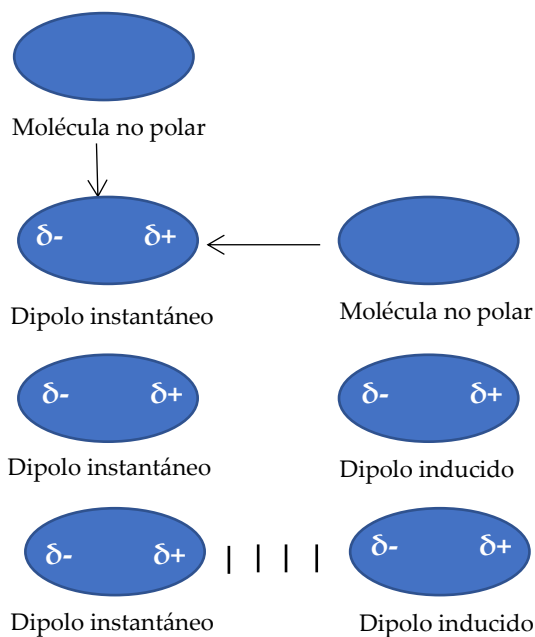 Molécula no polar
δ- δ+
Dipolo instantáneo
Molécula no polar
δ- δ+ δ- δ+
Dipolo instantáneo Dipolo inducido
δ- δ+ δ- δ+
Dipolo instantáneo Dipolo inducido